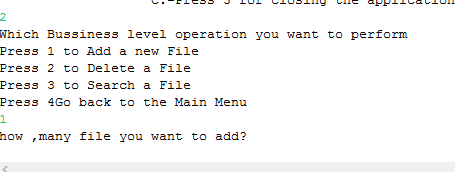 C.-Press 3 for closing the application
2
Which Bussiness level operation you want to perform
Press 1 to Add a new File
Press 2 to Delete a File
Press 3 to Search a File
Press 4Go back to the Main Menu
1
how ,many file you want to add?